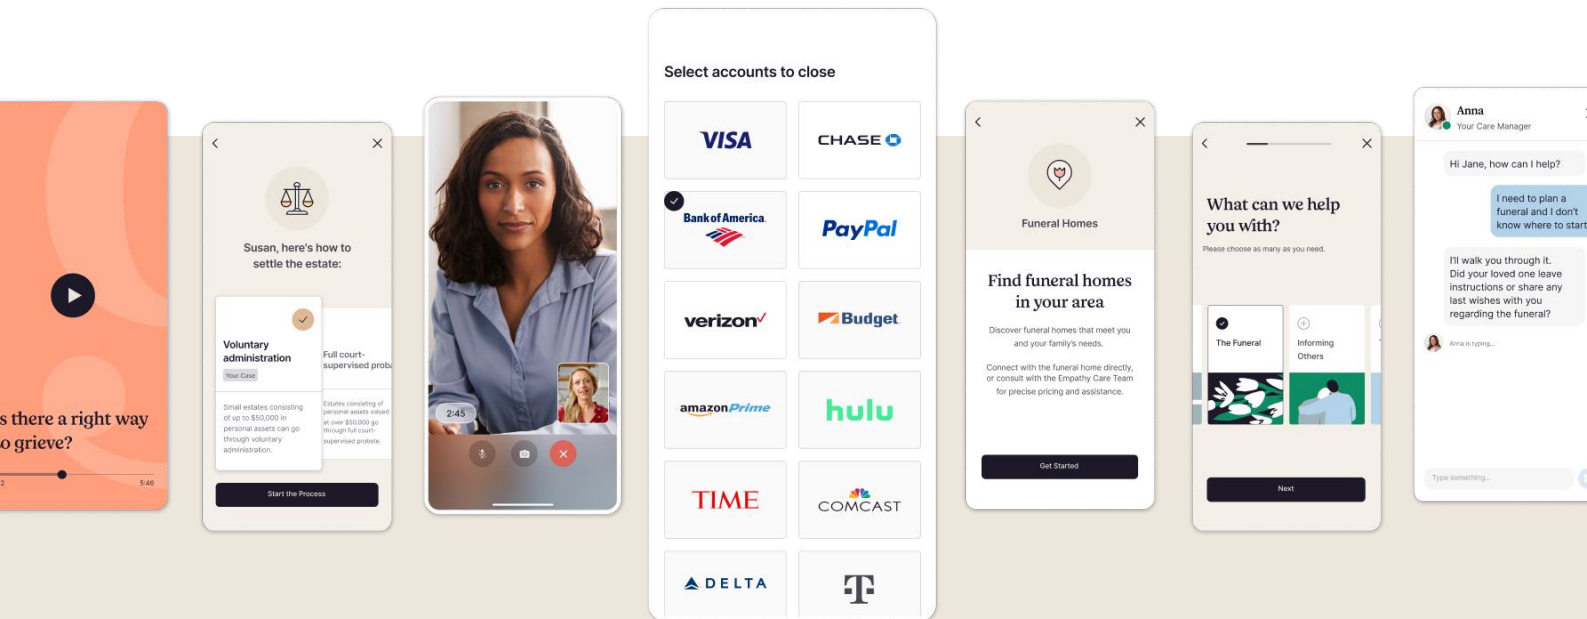 s there a right way
o grieve?
2
5:46
Susan, here's how to
settle the estate:
Voluntary
administration
Your Case
Small estates consisting
of up to $50,000 in
personal assets can go
through voluntary
administration.
Full court-
supervised proba
Estates consisting of
personal assets valued
at over $50,000 go
through full court-
supervised probate.
Start the Process
2:45
Select accounts to close
VISA
CHASE
Bank of America
PayPal
verizon
Budget
amazon Prime
hulu
TIME
COMCAST
DELTA
T
Funeral Homes
Find funeral homes
in your area
Discover funeral homes that meet you
and your family's needs.
Connect with the funeral home directly,
or consult with the Empathy Care Team
for precise pricing and assistance.
Get Started
What can we help
you with?
Please choose as many as you need.
The Funeral
Informing
Others
Next
Anna
Your Care Manager
Hi Jane, how can I help?
I need to plan a
funeral and I don't
know where to start
I'll walk you through it.
Did your loved one leave
instructions or share any
last wishes with you
regarding the funeral?
Anna is typing...
Type something...